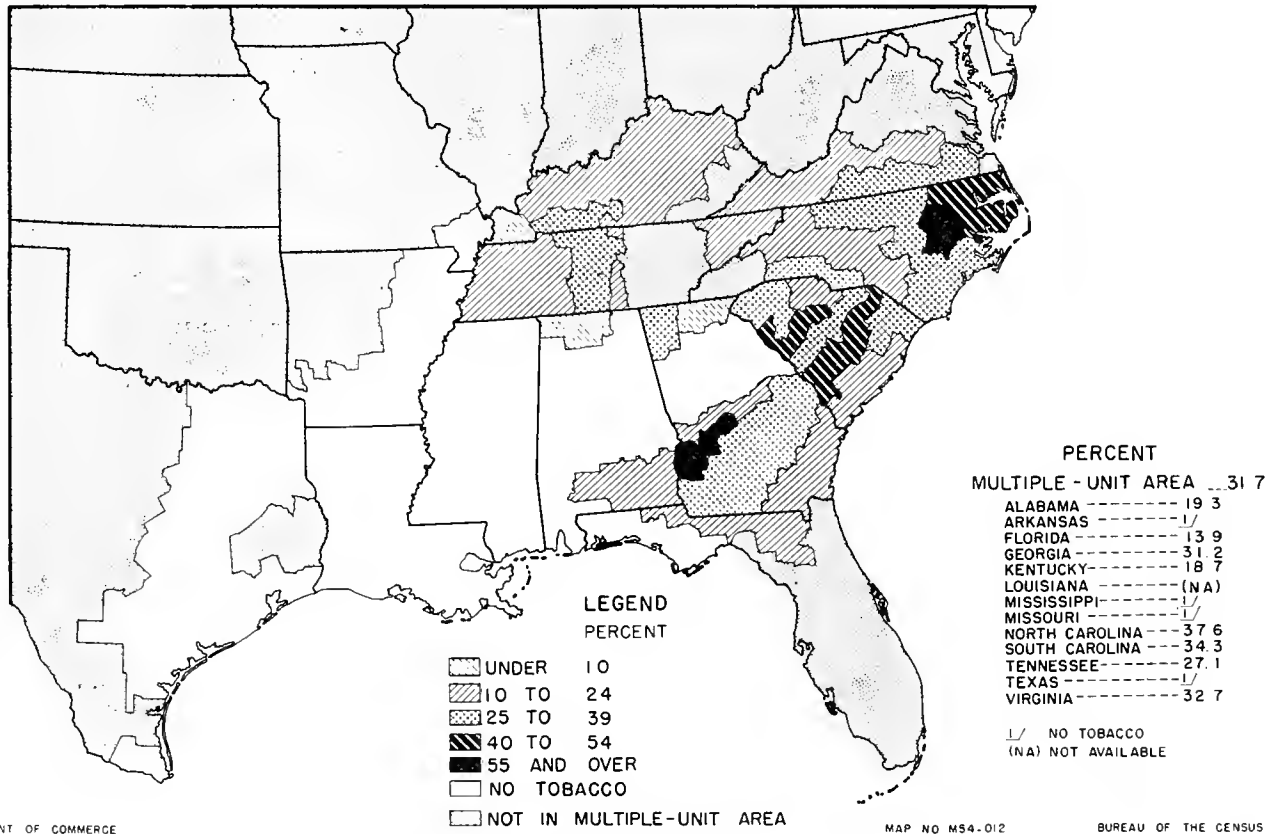 PERCENT
MULTIPLE-UNIT AREA ---31 7
ALABAMA -------- 19 3
ARKANSAS ------- 1/
FLORIDA --------- 13 9
GEORGIA --------- 31.2
KENTUCKY -------- 18 7
LOUISIANA ------- (NA)
MISSISSIPPI ------- 1/
MISSOURI -------- 1/
NORTH CAROLINA --- 37 6
SOUTH CAROLINA --- 34.3
TENNESSEE ------- 27.1
TEXAS ---------- 1/
VIRGINIA --------- 32 7
1/ NO TOBACCO
(NA) NOT AVAILABLE
LEGEND
PERCENT
UNDER 10
10 TO 24
25 TO 39
40 TO 54
55 AND OVER
NO TOBACCO
NOT IN MULTIPLE-UNIT AREA
NT OF COMMERCE
MAP NO M54-012
BUREAU OF THE CENSUS